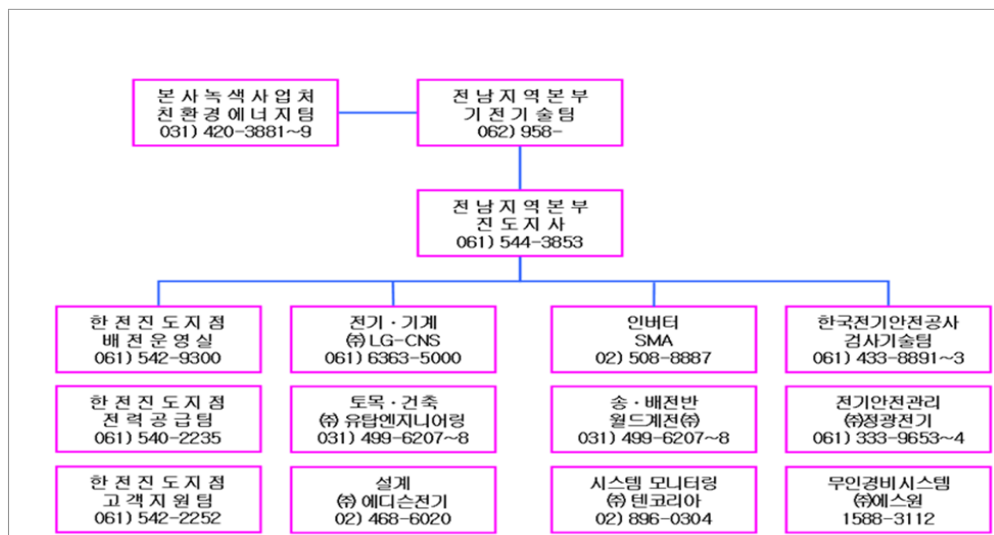 본사녹색사업처
친환경에너지팀
031) 420-3881~9
전남지역본부
기전기술팀
062) 958-
전남지역본부
진도지사
061) 544-3853
한전진도지점
배전운영실
061) 542-9300
전기·기계
㈜LG-CNS
061) 6363-5000
인버터
SMA
02) 508-8887
한국전기안전공사
검사기술팀
061) 433-8891~3
한전진도지점
전력공급팀
061) 540-2235
토목·건축
㈜ 유탑엔지니어링
031) 499-6207~8
송·배전반
월드계전㈜
031) 499-6207~8
전기안전관리
㈜정광전기
061) 333-9653~4
한전진도지점
고객지원팀
061) 542-2252
설계
㈜ 에디슨전기
02) 468-6020
시스템 모니터링
㈜ 텐코리아
02) 896-0304
무인경비시스템
㈜에스원
1588-3112